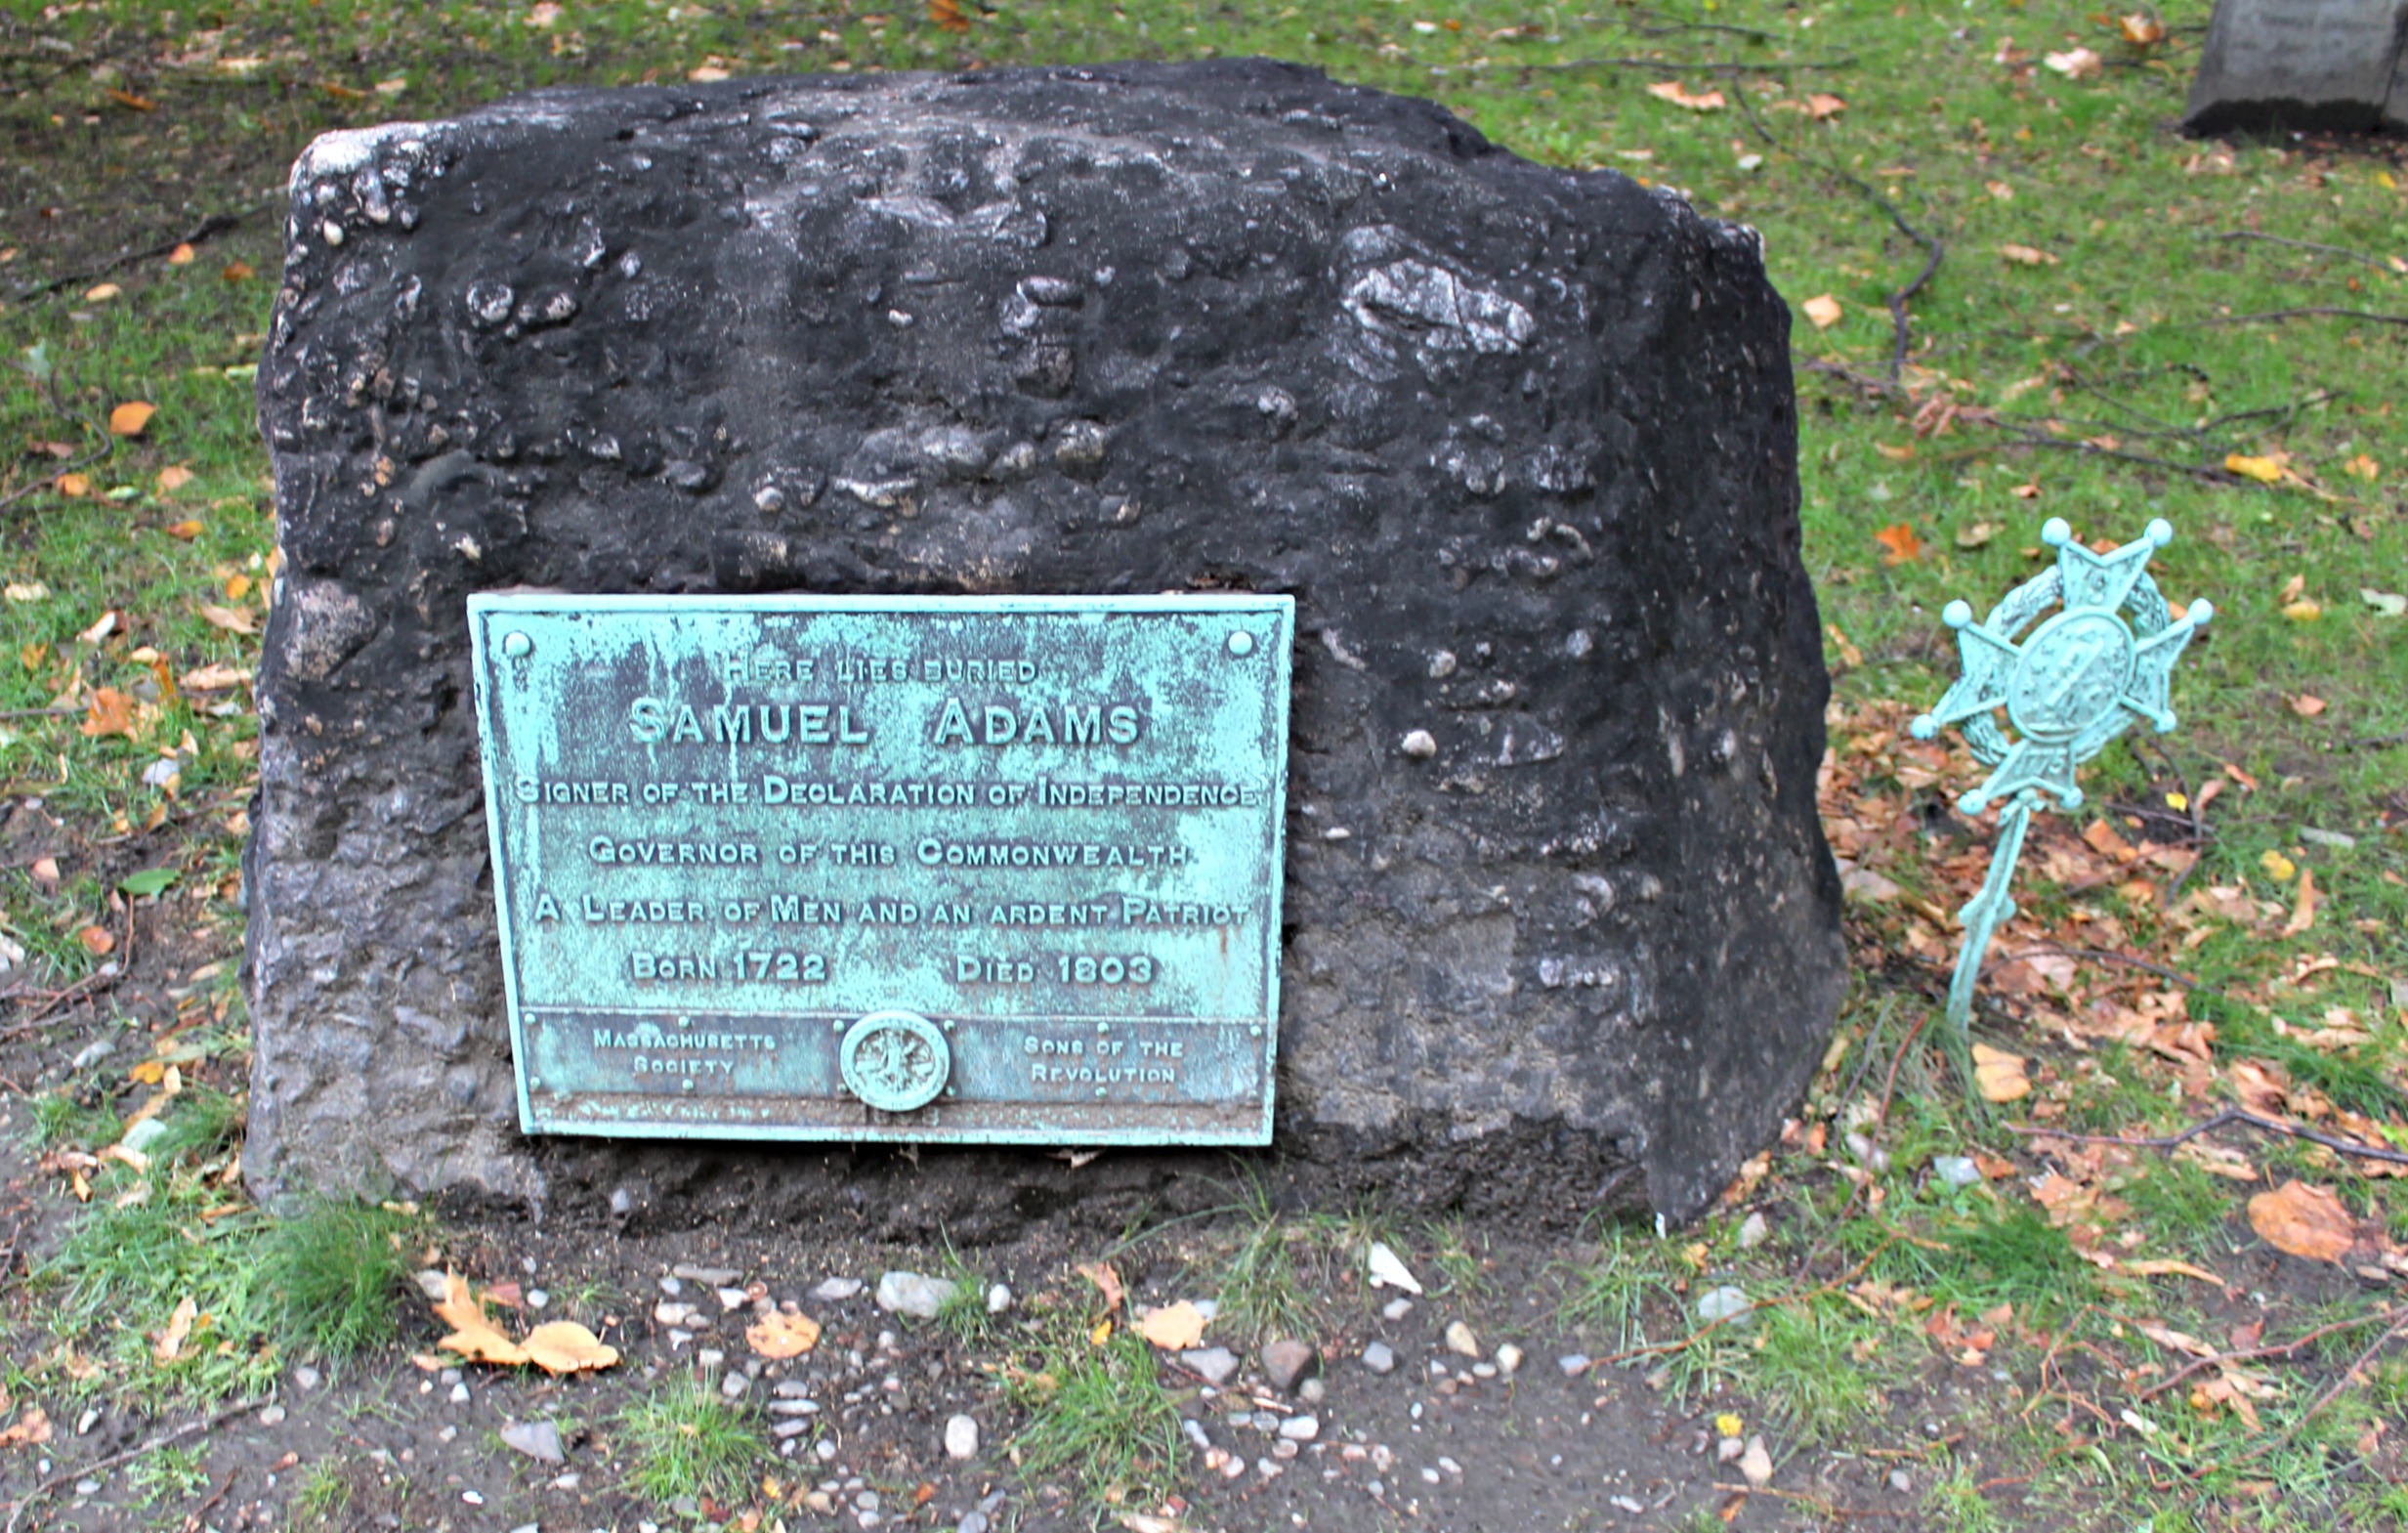 Here lies buried
Samuel Adams
Signer of the Declaration of Independence
Governor of this Commonwealth
A Leader of Men and an ardent Patriot
Born 1722 Died 1803
Massachusetts
Society
Sons of the
Revolution